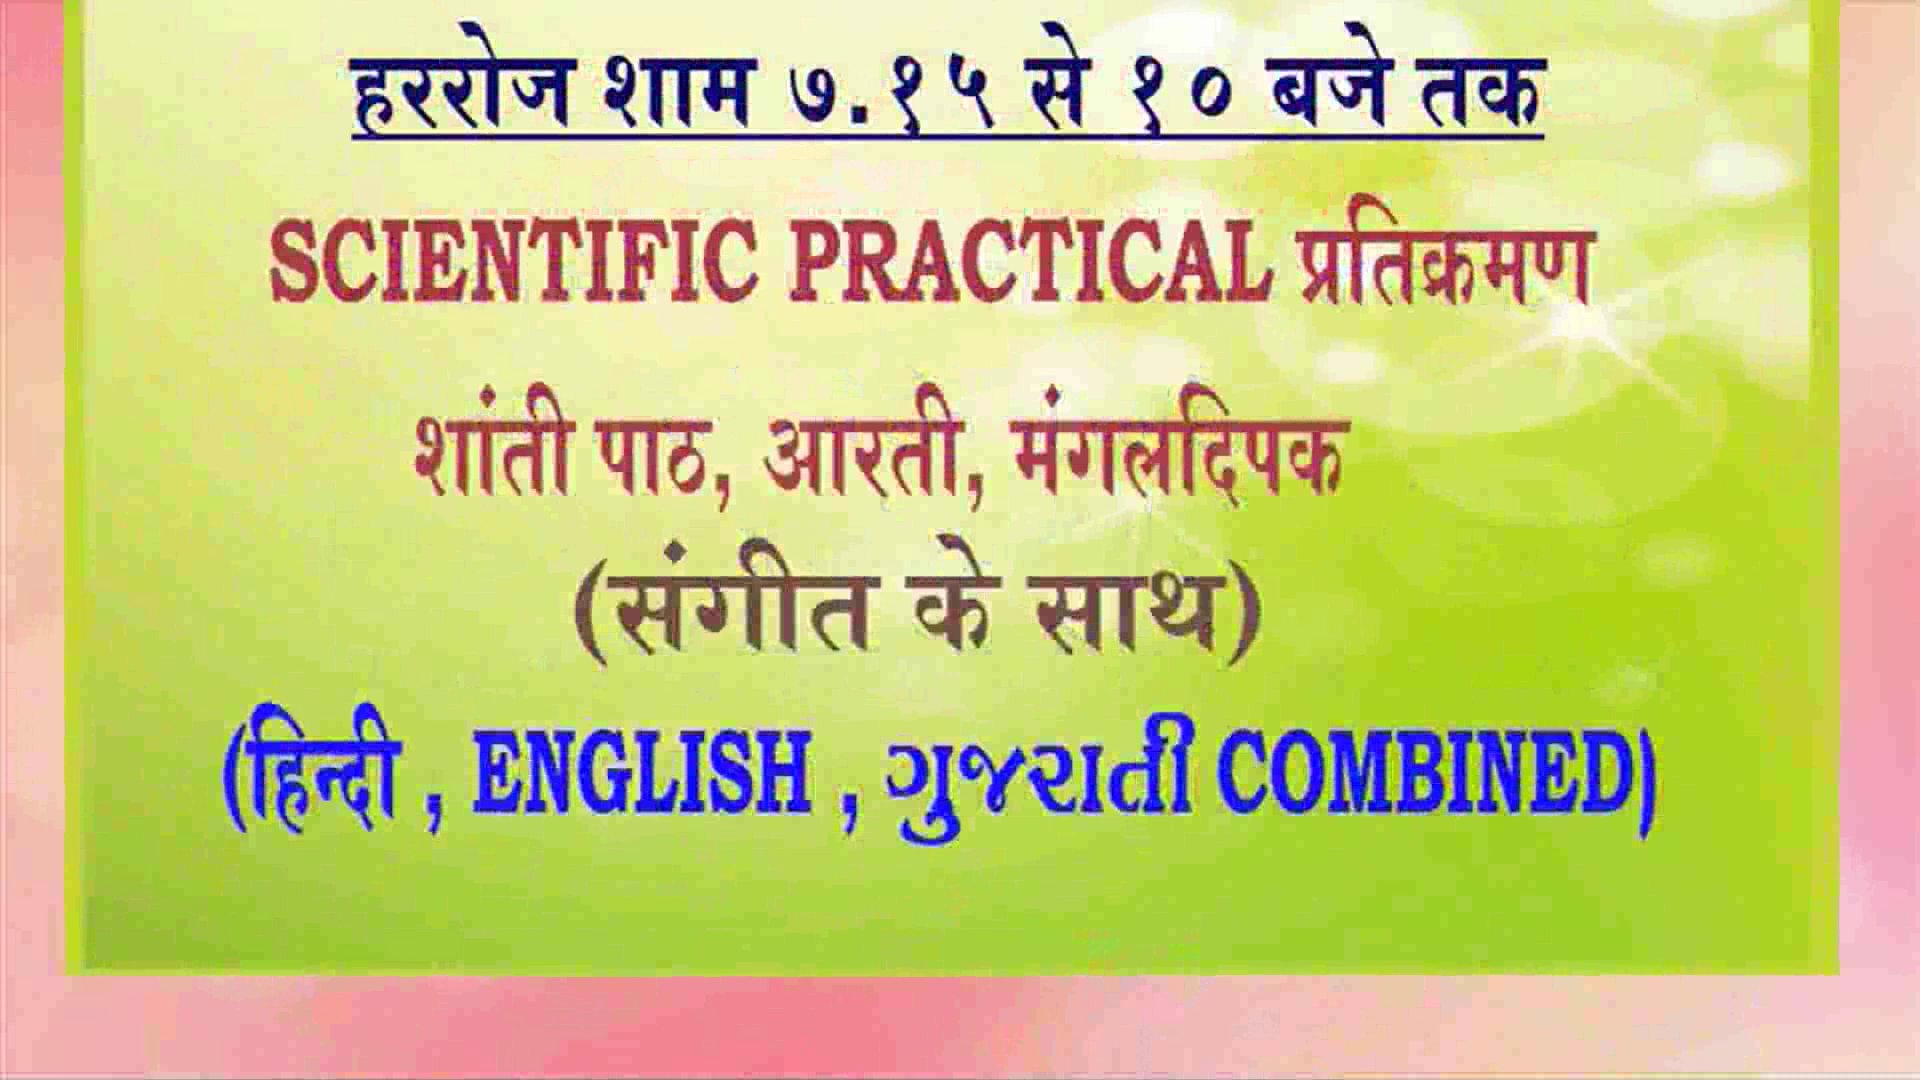 हररोज शाम ७.१५ से १० बजे तक
SCIENTIFIC PRACTICAL प्रतिक्रमण
शांती पाठ, आरती, मंगलदिपक
(संगीत के साथ)
(हिन्दी , ENGLISH , ગુજરાતી COMBINED)